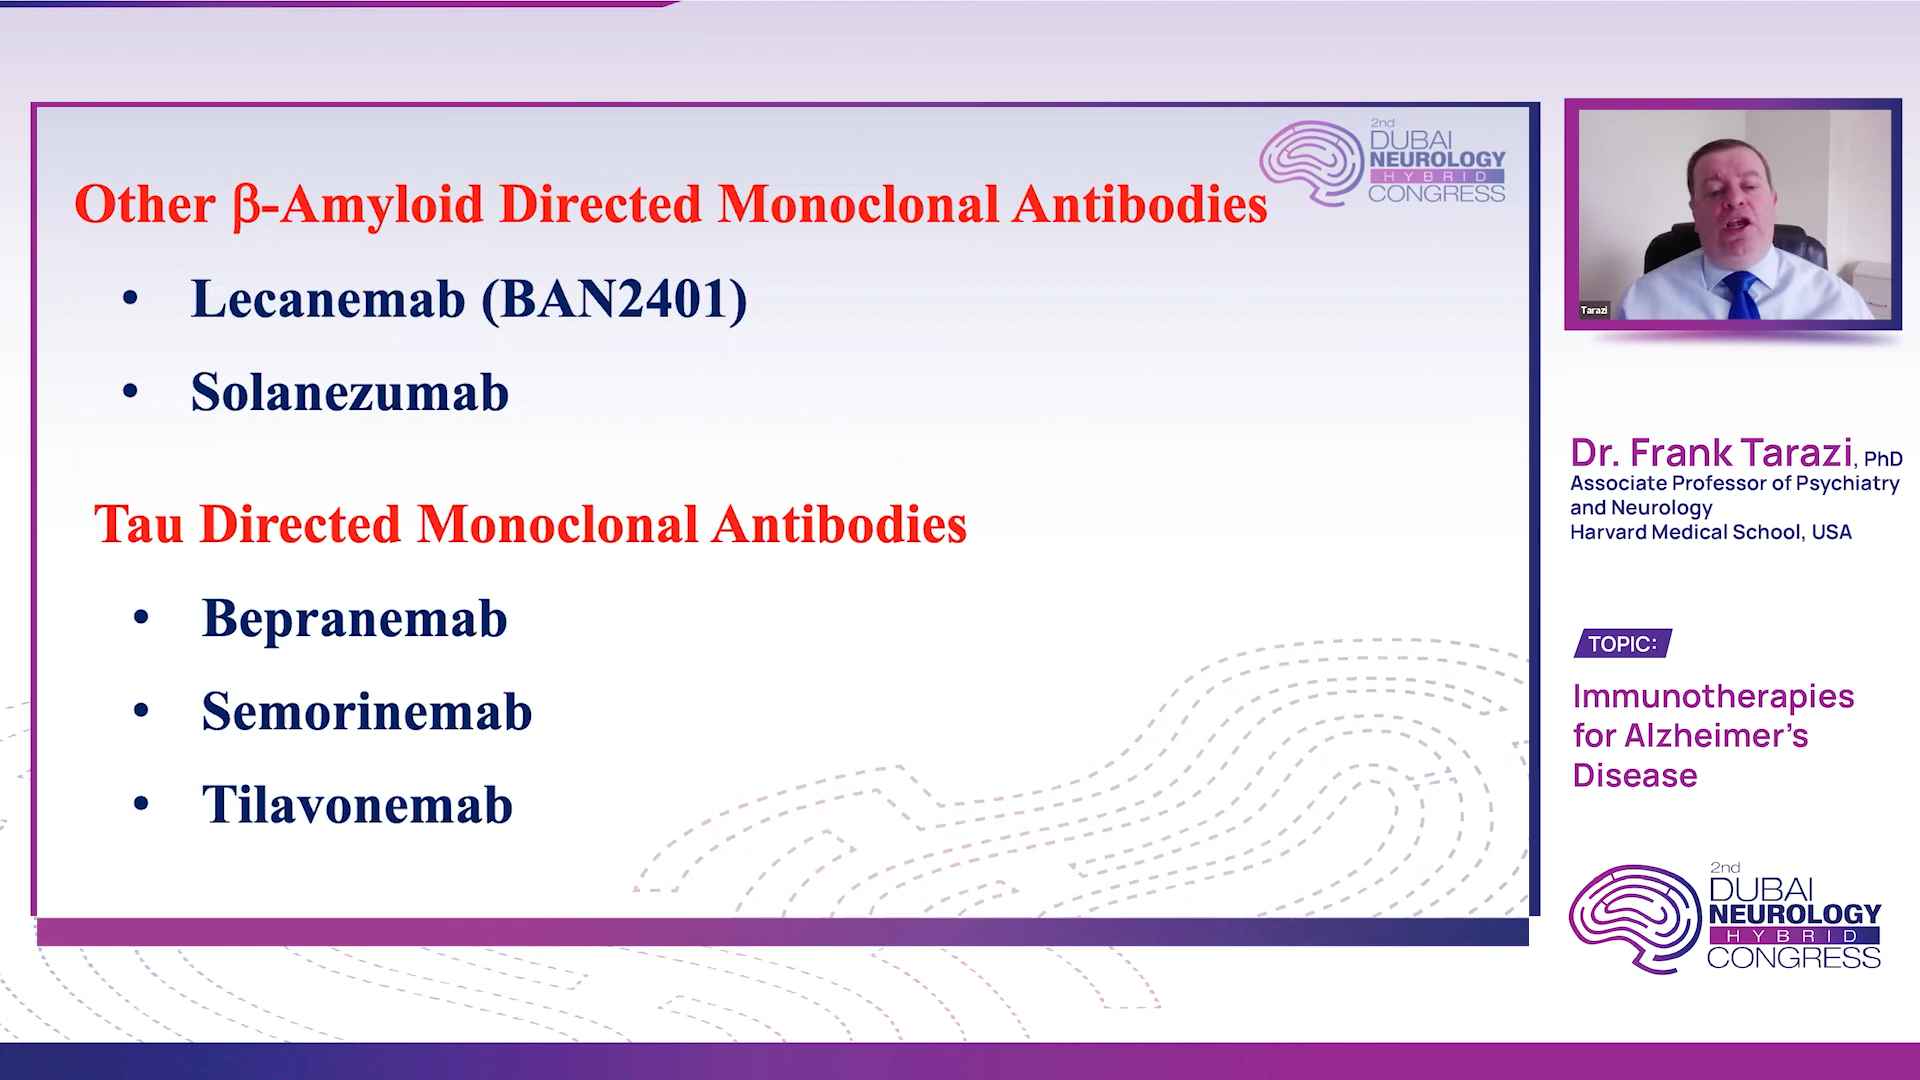 2nd
DUBAI
NEUROLOGY
HYBRID
CONGRESS
Other β-Amyloid Directed Monoclonal Antibodies
• Lecanemab (BAN2401)
• Solanezumab
Tau Directed Monoclonal Antibodies
• Bepranemab
• Semorinemab
• Tilavonemab
Tarazi
Dr. Frank Tarazi, PhD
Associate Professor of Psychiatry
and Neurology
Harvard Medical School, USA
TOPIC:
Immunotherapies
for Alzheimer's
Disease
2nd
DUBAI
NEUROLOGY
HYBRID
CONGRESS